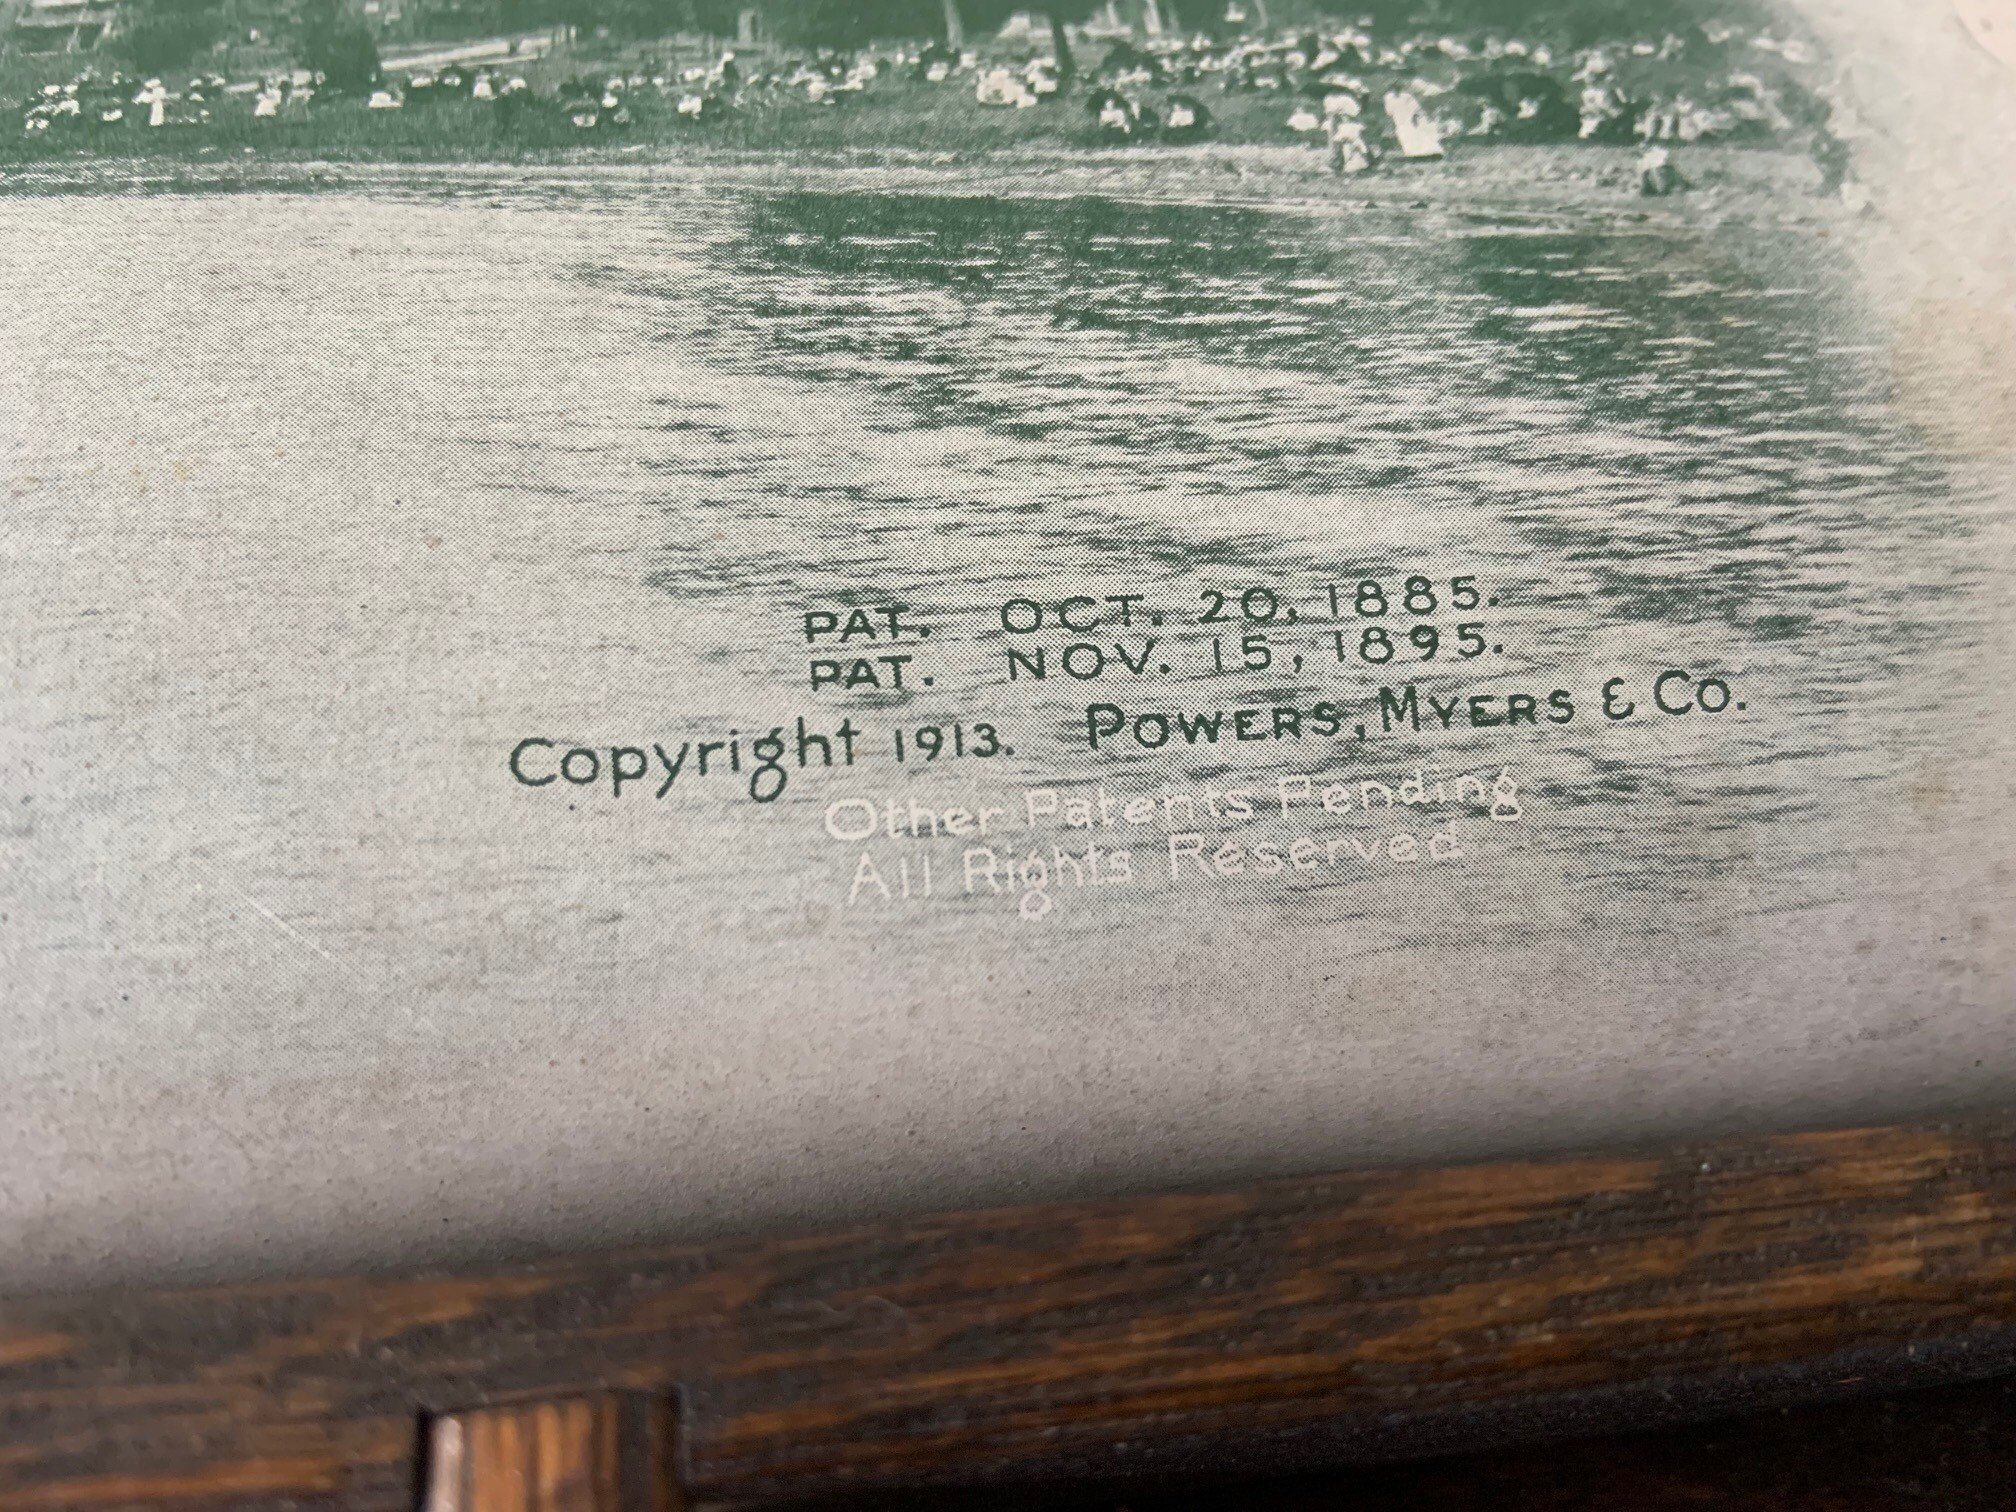 PAT. OCT. 20, 1885.
PAT. NOV. 15, 1895.
Copyright 1913. POWERS, MYERS & CO.
Other Patents Pending
All Rights Reserved